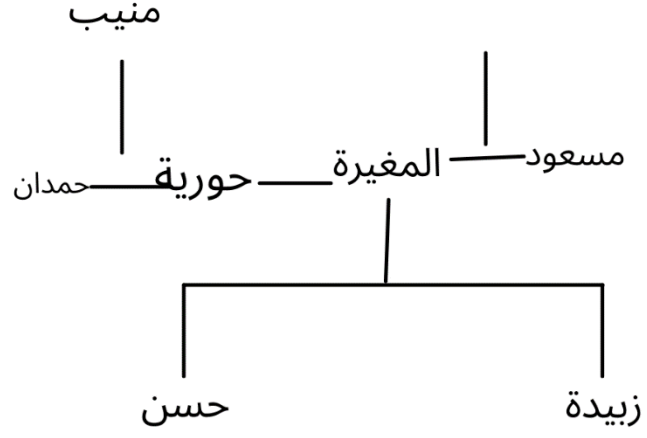 منيب
مسعود
المغيرة
حورية
حمدان
زبيدة
حسن